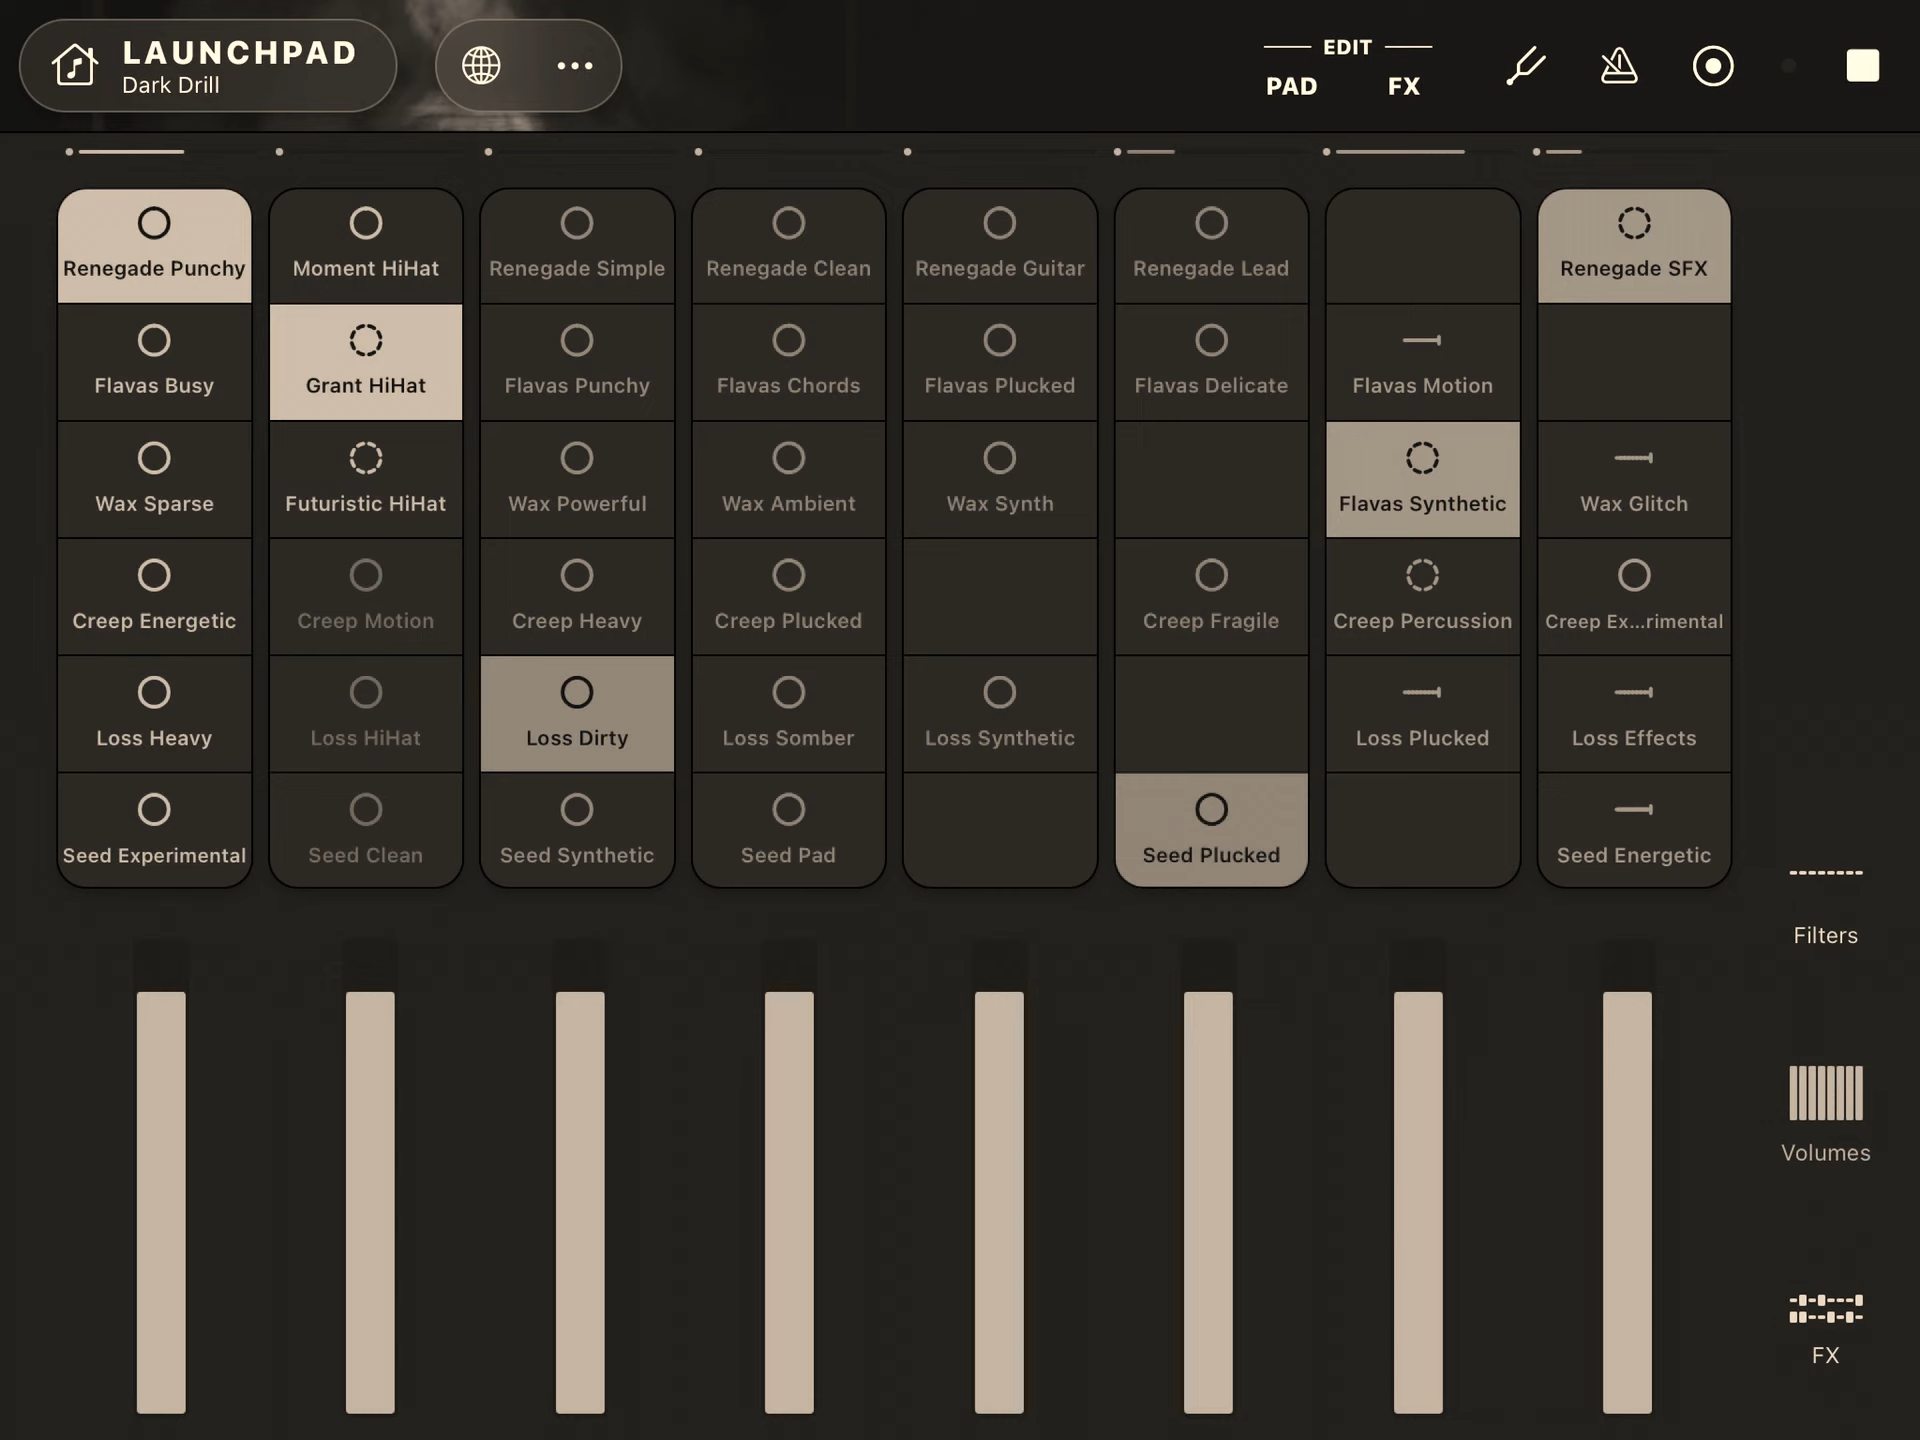 LAUNCHPAD
Dark Drill
EDIT
PAD FX
Renegade Punchy Moment HiHat Renegade Simple Renegade Clean Renegade Guitar Renegade Lead Renegade SFX
Flavas Busy Grant HiHat Flavas Punchy Flavas Chords Flavas Plucked Flavas Delicate Flavas Motion
Wax Sparse Futuristic HiHat Wax Powerful Wax Ambient Wax Synth Flavas Synthetic Wax Glitch
Creep Energetic Creep Motion Creep Heavy Creep Plucked Creep Fragile Creep Percussion Creep Ex...rimental
Loss Heavy Loss HiHat Loss Dirty Loss Somber Loss Synthetic Loss Plucked Loss Effects
Seed Experimental Seed Clean Seed Synthetic Seed Pad Seed Plucked Seed Energetic
Filters
Volumes
FX